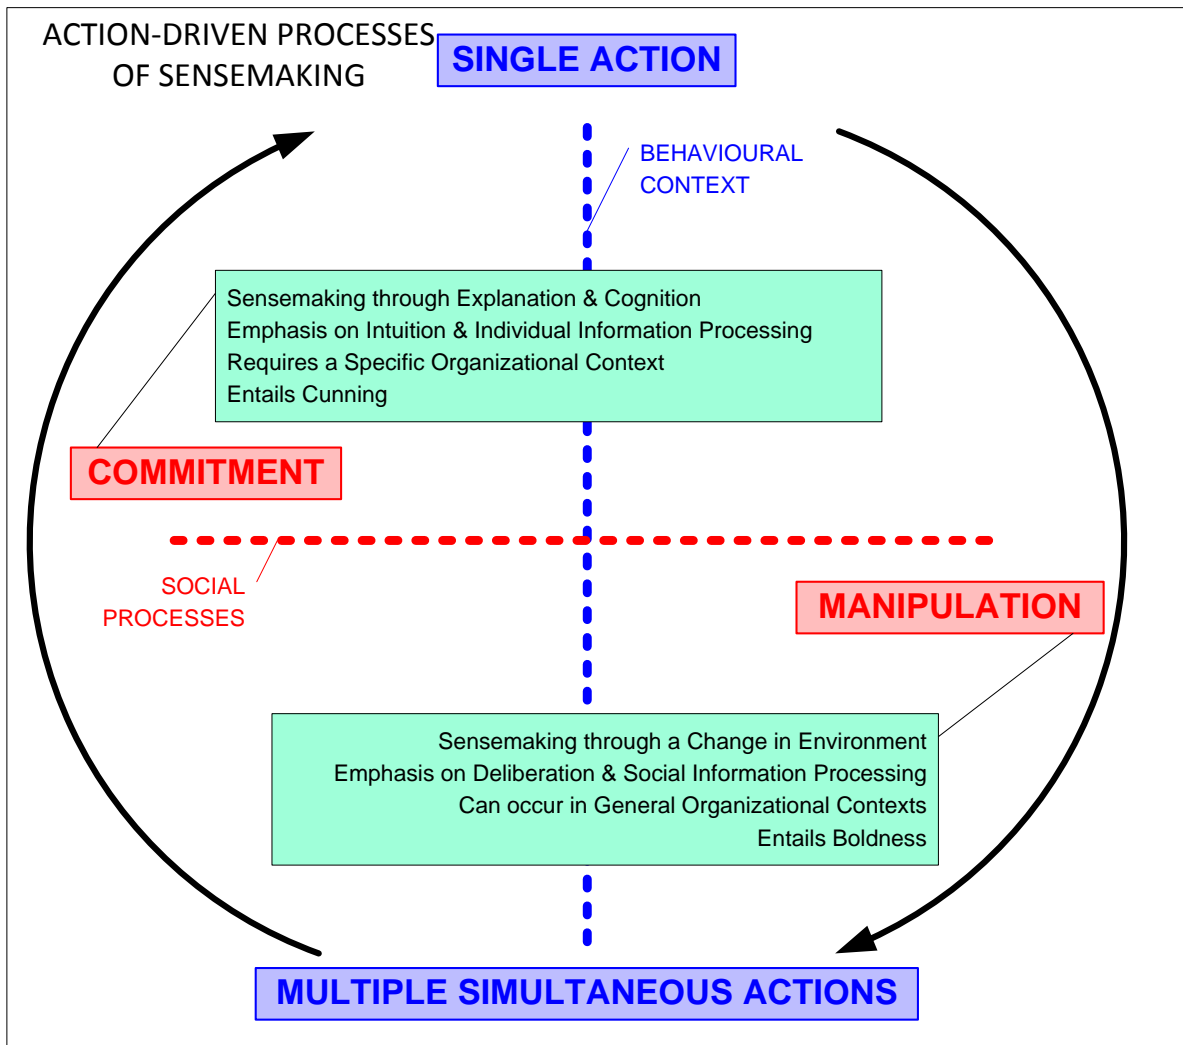 ACTION-DRIVEN PROCESSES
OF SENSEMAKING
SINGLE ACTION
BEHAVIOURAL
CONTEXT
Sensemaking through Explanation & Cognition
Emphasis on Intuition & Individual Information Processing
Requires a Specific Organizational Context
Entails Cunning
COMMITMENT
SOCIAL
PROCESSES
MANIPULATION
Sensemaking through a Change in Environment
Emphasis on Deliberation & Social Information Processing
Can occur in General Organizational Contexts
Entails Boldness
MULTIPLE SIMULTANEOUS ACTIONS